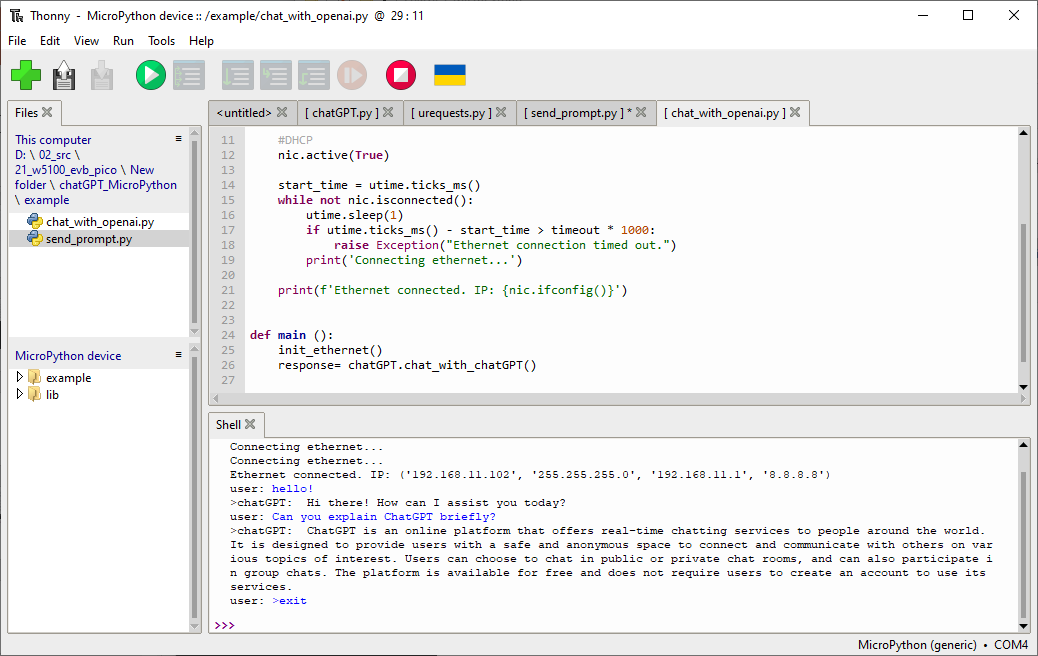 Thonny - MicroPython device :: /example/chat_with_openai.py @ 29 : 11
File Edit View Run Tools Help
Files
This computer
D: \ 02_src \
21_w5100_evb_pico \ New
folder \ chatGPT_MicroPython
\ example
chat_with_openai.py
send_prompt.py
MicroPython device
example
lib
<untitled> [ chatGPT.py ] [ urequests.py ] [ send_prompt.py ] * [ chat_with_openai.py ]
11 #DHCP
12 nic.active(True)
13
14 start_time = utime.ticks_ms()
15 while not nic.isconnected():
16 utime.sleep(1)
17 if utime.ticks_ms() - start_time > timeout * 1000:
18 raise Exception("Ethernet connection timed out.")
19 print('Connecting ethernet...')
20
21 print(f'Ethernet connected. IP: {nic.ifconfig()}')
22
23
24 def main ():
25 init_ethernet()
26 response= chatGPT.chat_with_chatGPT()
27
Shell
Connecting ethernet...
Connecting ethernet...
Ethernet connected. IP: ('192.168.11.102', '255.255.255.0', '192.168.11.1', '8.8.8.8')
user: hello!
>chatGPT:  Hi there! How can I assist you today?
user: Can you explain ChatGPT briefly?
>chatGPT:  ChatGPT is an online platform that offers real-time chatting services to people around the world.
It is designed to provide users with a safe and anonymous space to connect and communicate with others on var
ious topics of interest. Users can choose to chat in public or private chat rooms, and can also participate i
n group chats. The platform is available for free and does not require users to create an account to use its
services.
user: >exit
>>>
MicroPython (generic) • COM4